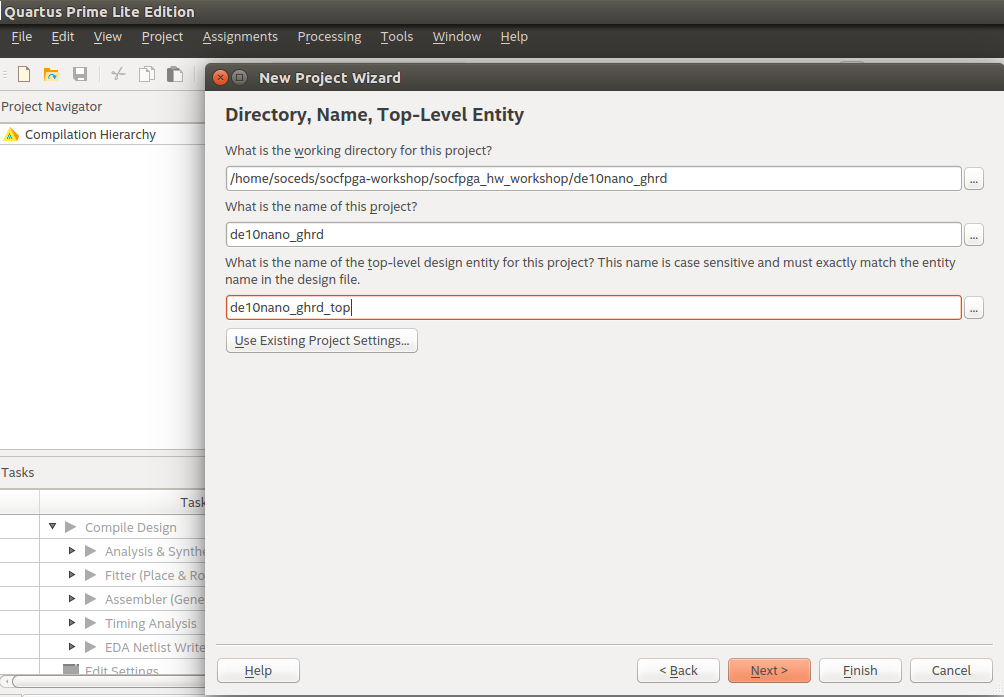 Quartus Prime Lite Edition
File Edit View Project Assignments Processing Tools Window Help
New Project Wizard
Project Navigator
Compilation Hierarchy
Directory, Name, Top-Level Entity
What is the working directory for this project?
/home/soceds/socfpga-workshop/socfpga_hw_workshop/de10nano_ghrd
...
What is the name of this project?
de10nano_ghrd
...
What is the name of the top-level design entity for this project? This name is case sensitive and must exactly match the entity
name in the design file.
de10nano_ghrd_top
...
Use Existing Project Settings...
Tasks
Task
Compile Design
Analysis & Synthe
Fitter (Place & Ro
Assembler (Gene
Timing Analysis
EDA Netlist Write
Edit Settings
Help < Back Next > Finish Cancel